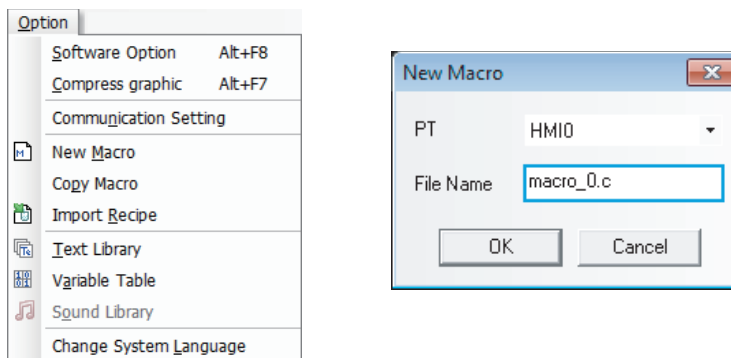 Option
Software Option Alt+F8
Compress graphic Alt+F7
Communication Setting
New Macro
Copy Macro
Import Recipe
Text Library
Variable Table
Sound Library
Change System Language
New Macro
PT HMI0
File Name macro_0.c
OK Cancel